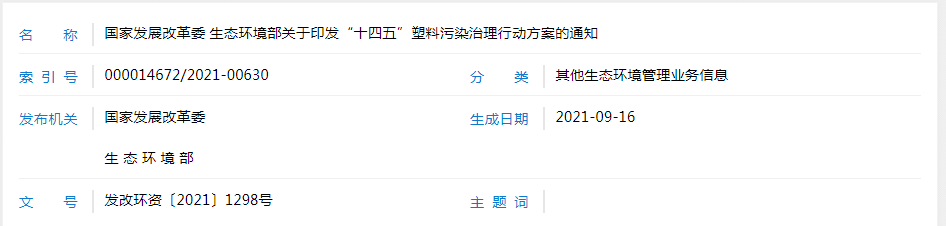 名 称 国家发展改革委 生态环境部关于印发“十四五”塑料污染治理行动方案的通知
索 引 号 000014672/2021-00630 分 类 其他生态环境管理业务信息
发布机关 国家发展改革委 生成日期 2021-09-16
生 态 环 境 部
文 号 发改环资〔2021〕1298号 主 题 词